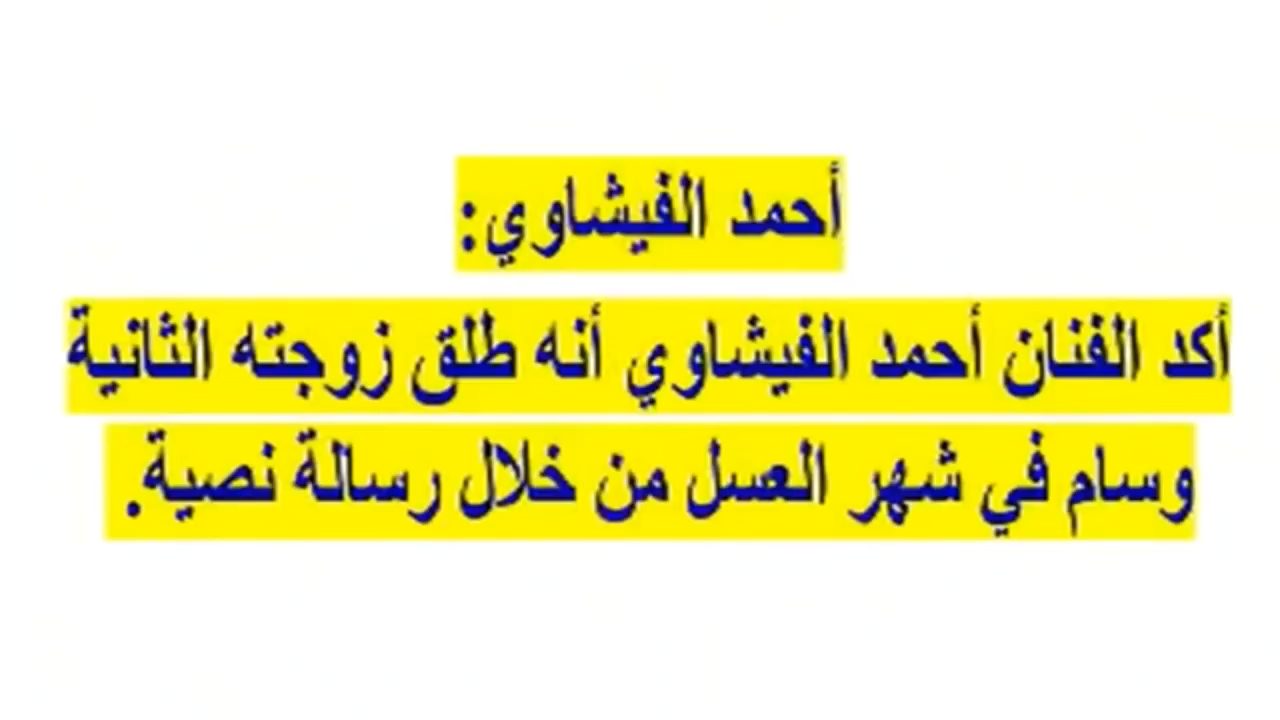 أحمد الفيشاوي:
أكد الفنان أحمد الفيشاوي أنه طلق زوجته الثانية
وسام في شهر العسل من خلال رسالة نصية.